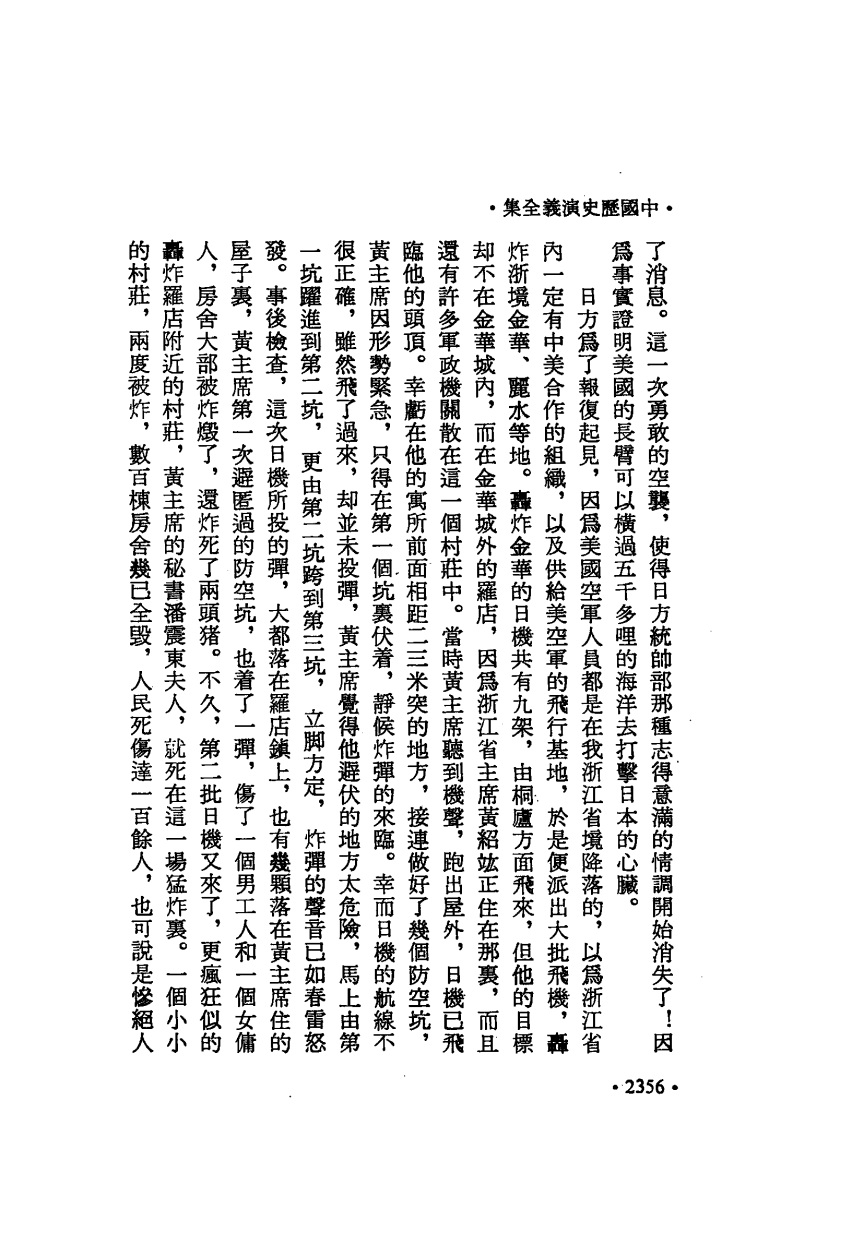 •中國歷史演義全集•
了消息。這一次勇敢的空襲，使得日方統帥部那種志得意滿的情調開始消失了！因
爲事實證明美國的長臂可以橫過五千多哩的海洋去打擊日本的心臟。
日方爲了報復起見，因爲美國空軍人員都是在我浙江省境降落的，以爲浙江省
內一定有中美合作的組織，以及供給美空軍的飛行基地，於是便派出大批飛機，轟
炸浙境金華、麗水等地。轟炸金華的日機共有九架，由桐廬方面飛來，但他的目標
却不在金華城內，而在金華城外的羅店，因爲浙江省主席黃紹竑正住在那裏，而且
還有許多軍政機關散在這一個村莊中。當時黃主席聽到機聲，跑出屋外，日機已飛
臨他的頭頂。幸虧在他的寓所前面相距二三米突的地方，接連做好了幾個防空坑，
黃主席因形勢緊急，只得在第一個坑裏伏着，靜候炸彈的來臨。幸而日機的航線不
很正確，雖然飛了過來，却並未投彈，黃主席覺得他避伏的地方太危險，馬上由第
一坑躍進到第二坑，更由第二坑跨到第三坑，立脚方定，炸彈的聲音已如春雷怒
發。事後檢查，這次日機所投的彈，大都落在羅店鎮上，也有幾顆落在黃主席住的
屋子裏，黃主席第一次避匿過的防空坑，也着了一彈，傷了一個男工人和一個女傭
人，房舍大部被炸燬了，還炸死了兩頭猪。不久，第二批日機又來了，更瘋狂似的
轟炸羅店附近的村莊，黃主席的秘書潘震東夫人，就死在這一場猛炸裏。一個小小
的村莊，兩度被炸，數百棟房舍幾已全毀，人民死傷達一百餘人，也可說是慘絕人
•2356•